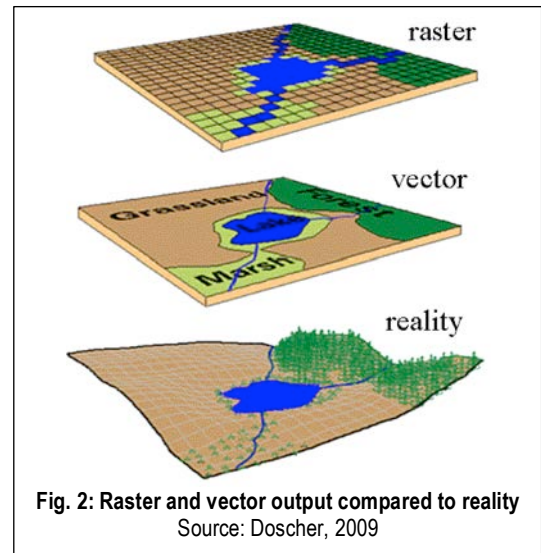 raster
vector
Grassland
Forest
Lake
Marsh
reality
Fig. 2: Raster and vector output compared to reality
Source: Doscher, 2009